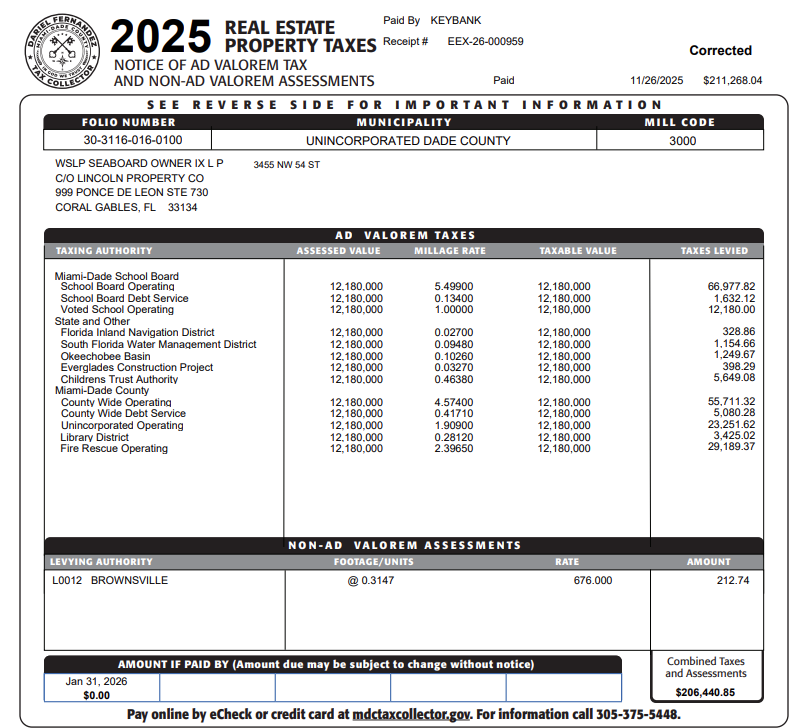 DARIEL FERNANDEZ
MIAMI-DADE COUNTY
IN GOD WE TRUST
TAX COLLECTOR
2025 REAL ESTATE PROPERTY TAXES
NOTICE OF AD VALOREM TAX
AND NON-AD VALOREM ASSESSMENTS
Paid By KEYBANK
Receipt # EEX-26-000959
Corrected
Paid 11/26/2025 $211,268.04
SEE REVERSE SIDE FOR IMPORTANT INFORMATION
FOLIO NUMBER MUNICIPALITY MILL CODE
30-3116-016-0100 UNINCORPORATED DADE COUNTY 3000
WSLP SEABOARD OWNER IX L P 3455 NW 54 ST
C/O LINCOLN PROPERTY CO
999 PONCE DE LEON STE 730
CORAL GABLES, FL 33134
AD VALOREM TAXES
TAXING AUTHORITY ASSESSED VALUE MILLAGE RATE TAXABLE VALUE TAXES LEVIED
Miami-Dade School Board
School Board Operating 12,180,000 5.49900 12,180,000 66,977.82
School Board Debt Service 12,180,000 0.13400 12,180,000 1,632.12
Voted School Operating 12,180,000 1.00000 12,180,000 12,180.00
State and Other
Florida Inland Navigation District 12,180,000 0.02700 12,180,000 328.86
South Florida Water Management District 12,180,000 0.09480 12,180,000 1,154.66
Okeechobee Basin 12,180,000 0.10260 12,180,000 1,249.67
Everglades Construction Project 12,180,000 0.03270 12,180,000 398.29
Childrens Trust Authority 12,180,000 0.46380 12,180,000 5,649.08
Miami-Dade County
County Wide Operating 12,180,000 4.57400 12,180,000 55,711.32
County Wide Debt Service 12,180,000 0.41710 12,180,000 5,080.28
Unincorporated Operating 12,180,000 1.90900 12,180,000 23,251.62
Library District 12,180,000 0.28120 12,180,000 3,425.02
Fire Rescue Operating 12,180,000 2.39650 12,180,000 29,189.37
NON-AD VALOREM ASSESSMENTS
LEVYING AUTHORITY FOOTAGE/UNITS RATE AMOUNT
L0012 BROWNSVILLE @ 0.3147 676.000 212.74
AMOUNT IF PAID BY (Amount due may be subject to change without notice)
Jan 31, 2026
$0.00
Combined Taxes
and Assessments
$206,440.85
Pay online by eCheck or credit card at mdctaxcollector.gov. For information call 305-375-5448.